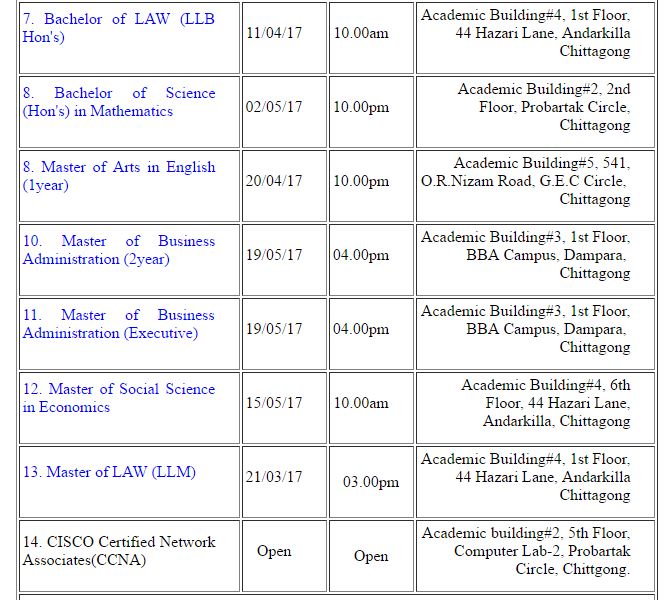 7. Bachelor of LAW (LLB
Hon's)
11/04/17
10.00am
Academic Building#4, 1st Floor,
44 Hazari Lane, Andarkilla
Chittagong
8. Bachelor of Science
(Hon's) in Mathematics
02/05/17
10.00pm
Academic Building#2, 2nd
Floor, Probartak Circle,
Chittagong
8. Master of Arts in English
(1year)
20/04/17
10.00pm
Academic Building#5, 541,
O.R.Nizam Road, G.E.C Circle,
Chittagong
10. Master of Business
Administration (2year)
19/05/17
04.00pm
Academic Building#3, 1st Floor,
BBA Campus, Dampara,
Chittagong
11. Master of Business
Administration (Executive)
19/05/17
04.00pm
Academic Building#3, 1st Floor,
BBA Campus, Dampara,
Chittagong
12. Master of Social Science
in Economics
15/05/17
10.00am
Academic Building#4, 6th
Floor, 44 Hazari Lane,
Andarkilla, Chittagong
13. Master of LAW (LLM)
21/03/17
03.00pm
Academic Building#4, 1st Floor,
44 Hazari Lane, Andarkilla
Chittagong
14. CISCO Certified Network
Associates(CCNA)
Open
Open
Academic building#2, 5th Floor,
Computer Lab-2, Probartak
Circle, Chittgong.